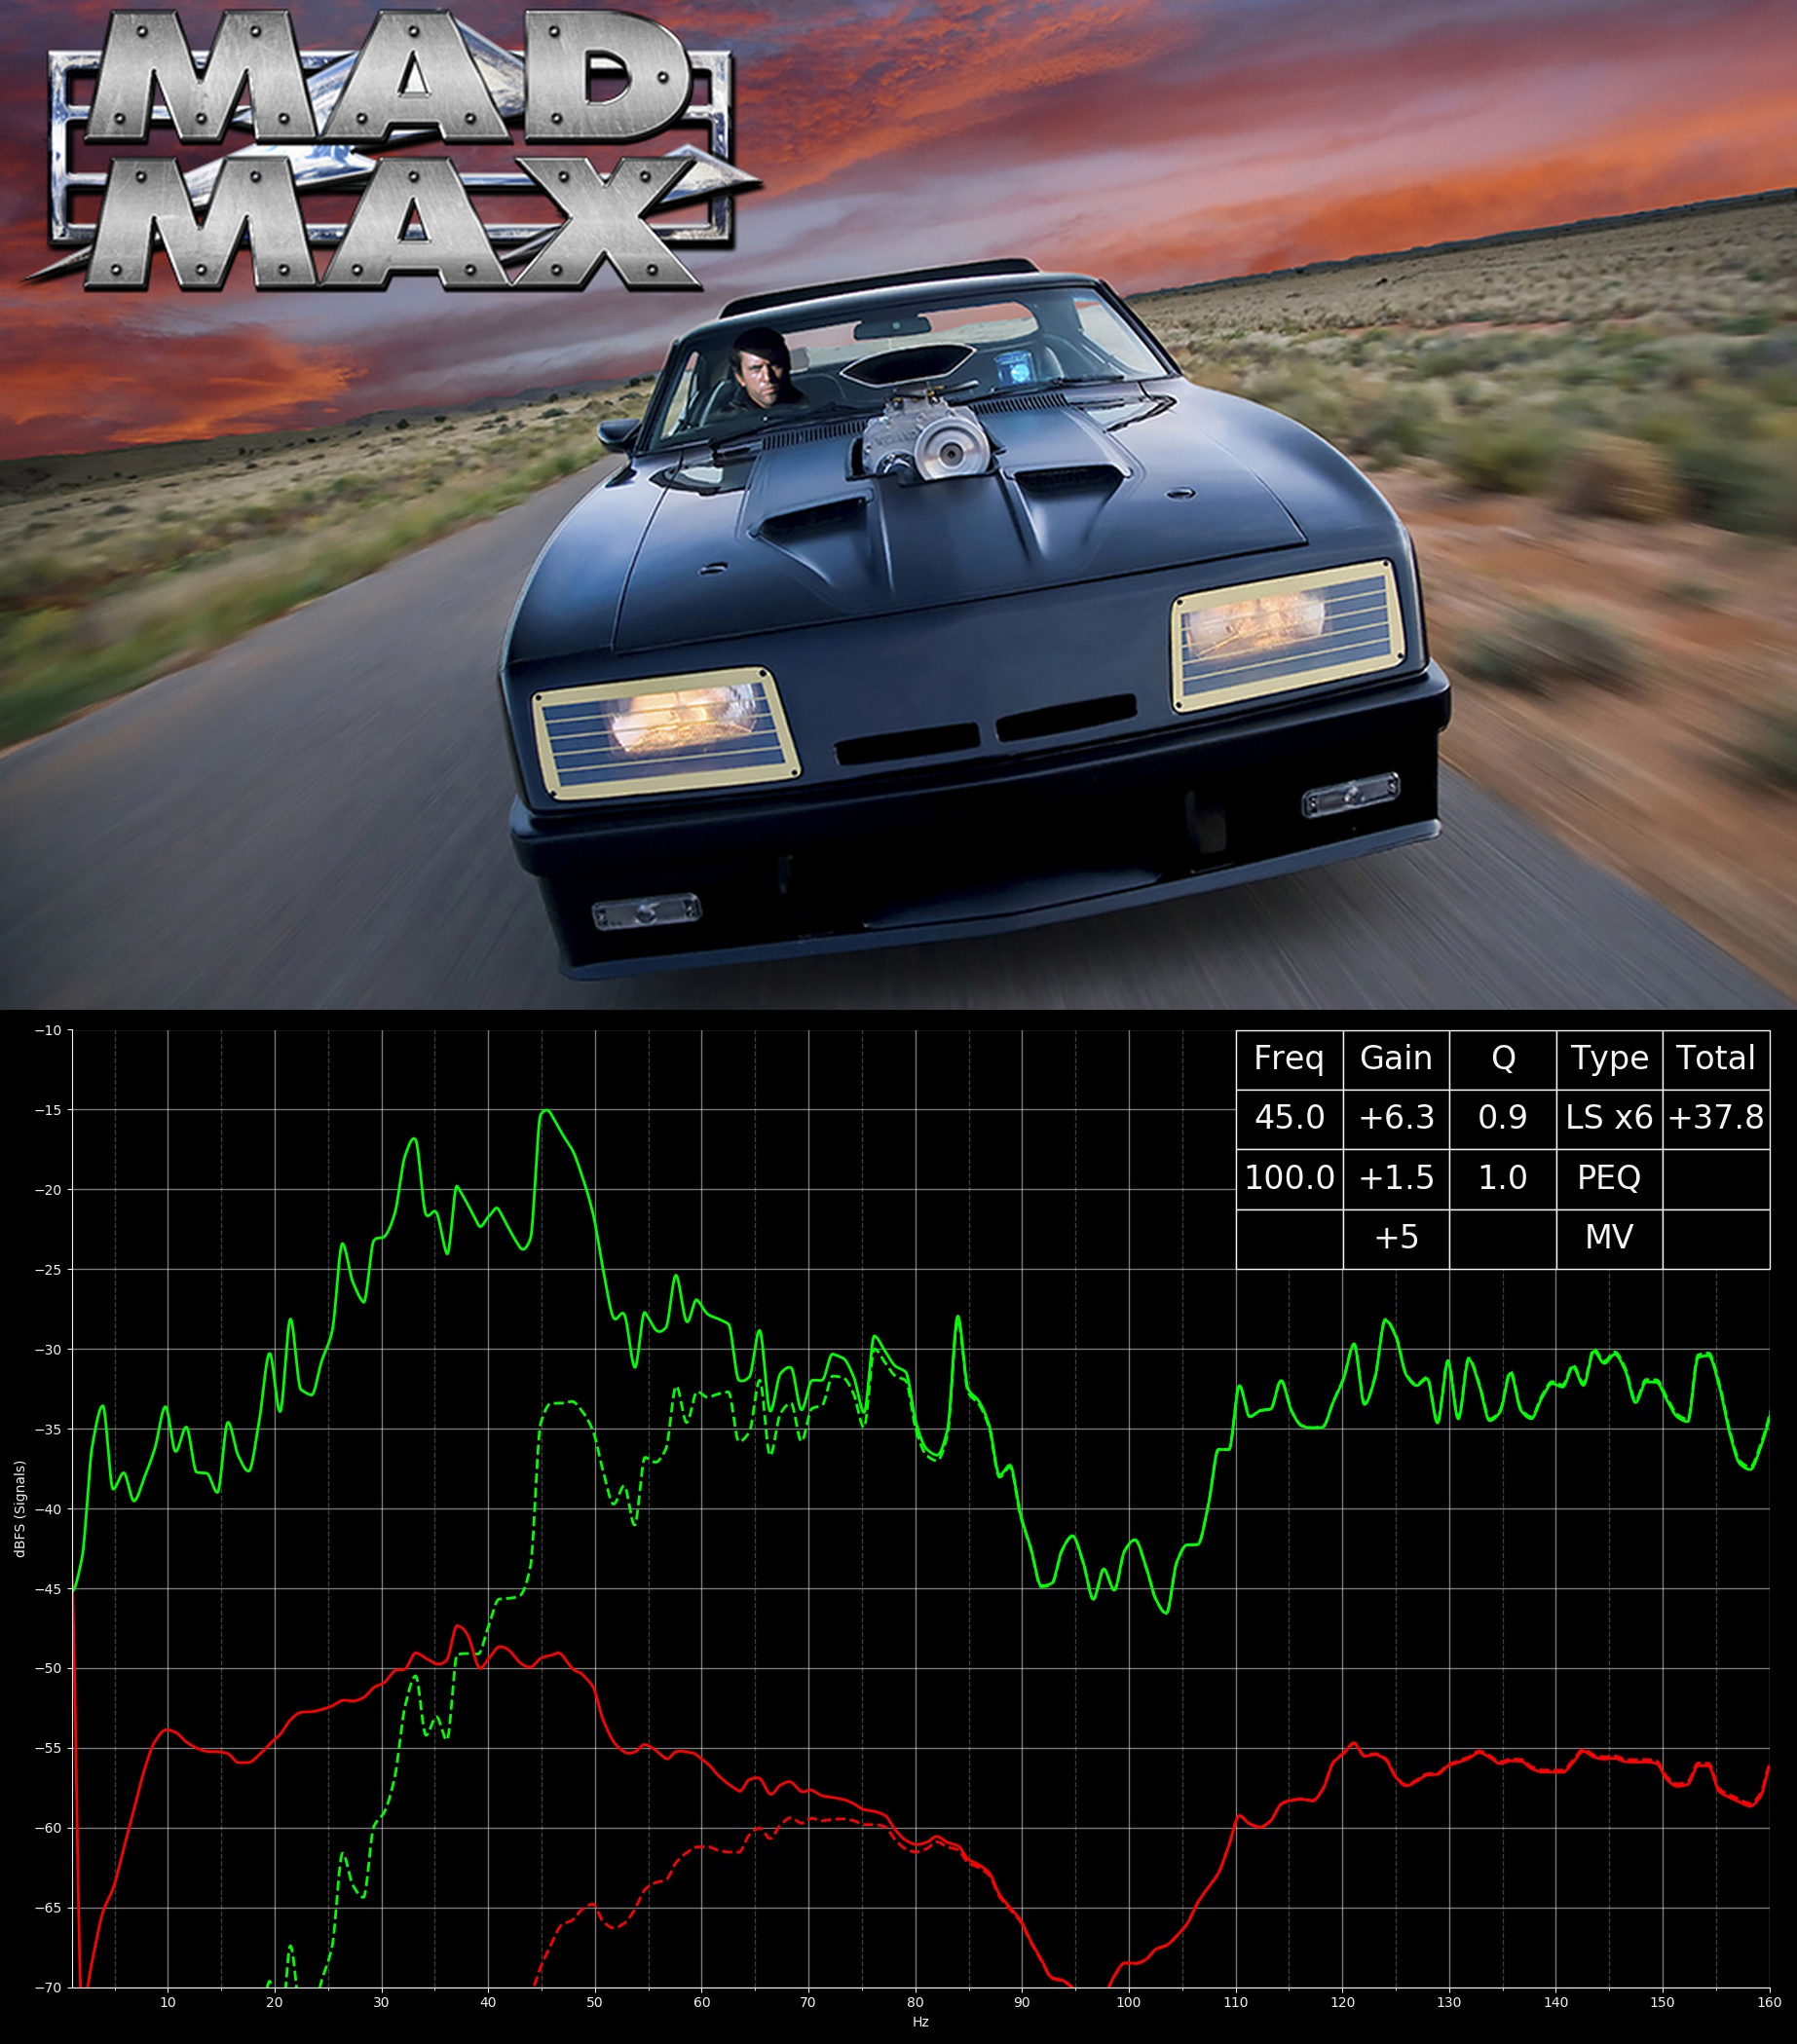 MAD
MAX
Freq Gain Q Type Total
45.0 +6.3 0.9 LS x6 +37.8
100.0 +1.5 1.0 PEQ
+5 MV
−10
−15
−20
−25
−30
−35
−40
−45
−50
−55
−60
−65
−70
dBFS (Signals)
10 20 30 40 50 60 70 80 90 100 110 120 130 140 150 160
Hz